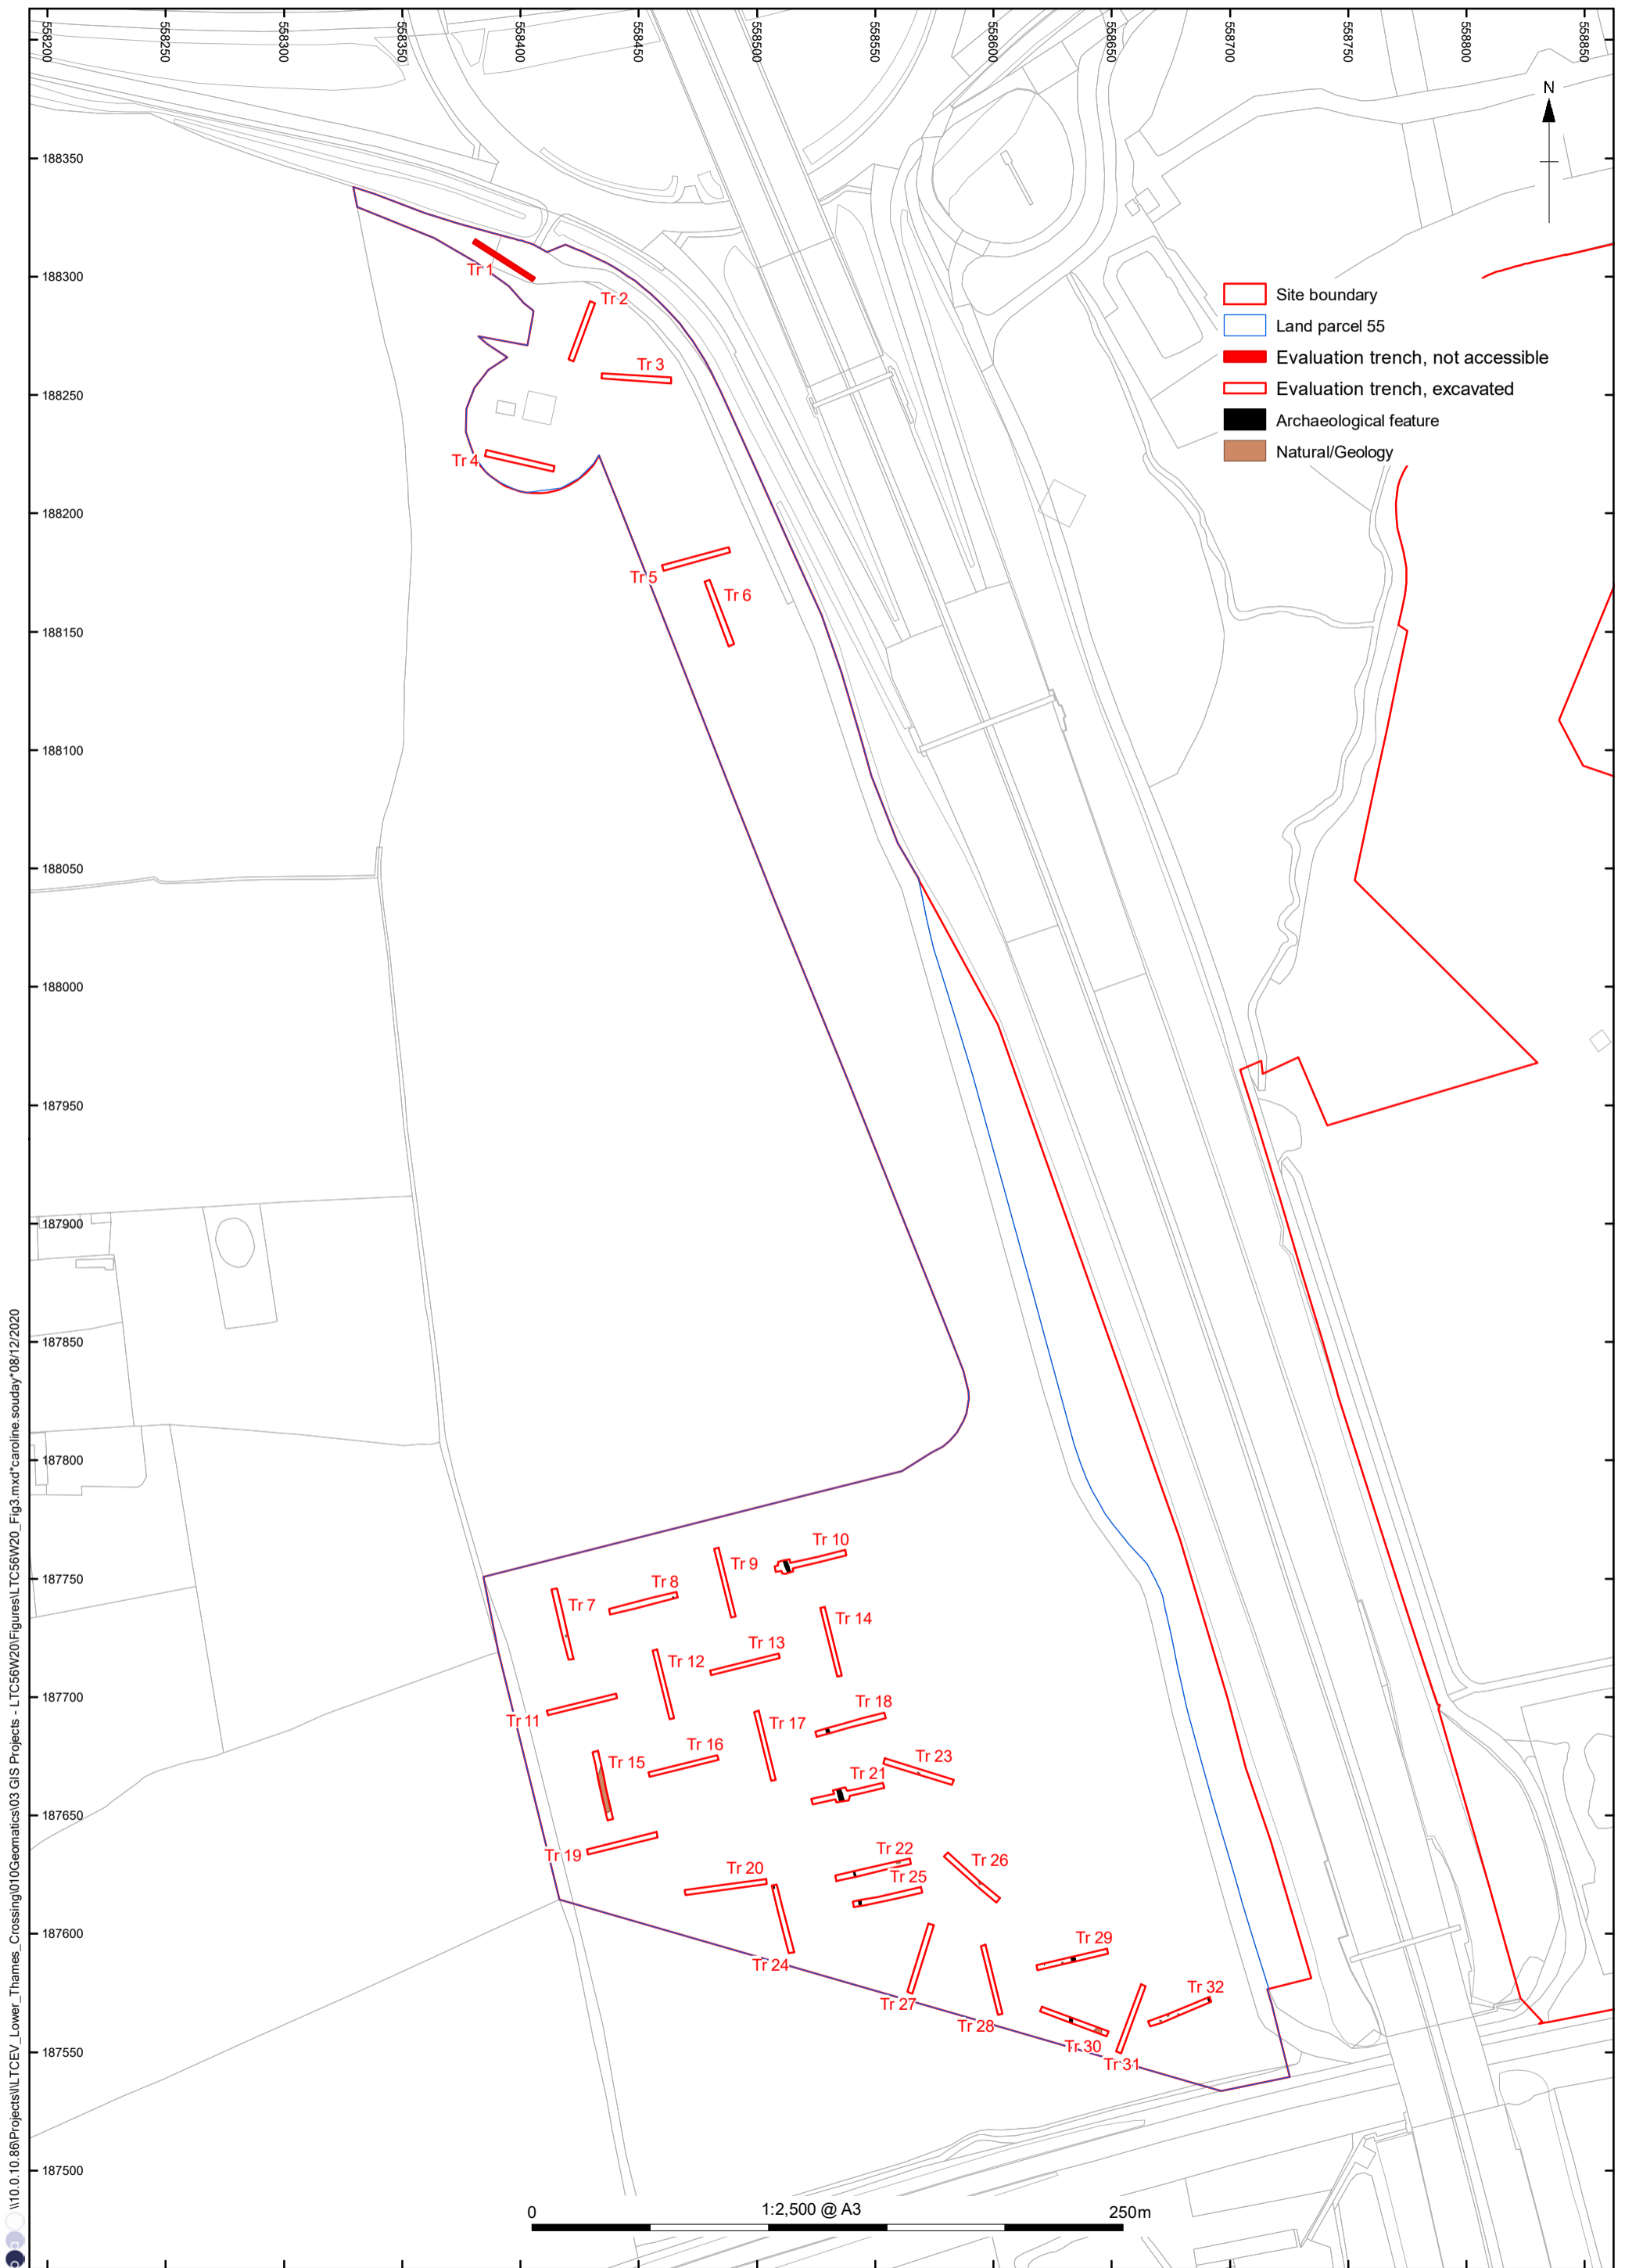 558200
558250
558300
558350
558400
558450
558500
558550
558600
558650
558700
558750
558800
558850
N
188350
188300
188250
188200
188150
188100
188050
188000
187950
187900
187850
187800
187750
187700
187650
187600
187550
187500
Site boundary
Land parcel 55
Evaluation trench, not accessible
Evaluation trench, excavated
Archaeological feature
Natural/Geology
Tr 1
Tr 2
Tr 3
Tr 4
Tr 5
Tr 6
Tr 10
Tr 9
Tr 8
Tr 7
Tr 14
Tr 13
Tr 12
Tr 11
Tr 18
Tr 17
Tr 16
Tr 15
Tr 23
Tr 21
Tr 19
Tr 22
Tr 20
Tr 25
Tr 26
Tr 24
Tr 27
Tr 28
Tr 29
Tr 32
Tr 30
Tr 31
0
1:2,500 @ A3
250m
\\10.0.10.86\Projects\l\LTCEV_Lower_Thames_Crossing\010Geomatics\03 GIS Projects - LTC56W20\Figures\LTC56W20_Fig3.mxd*caroline.souday*08/12/2020